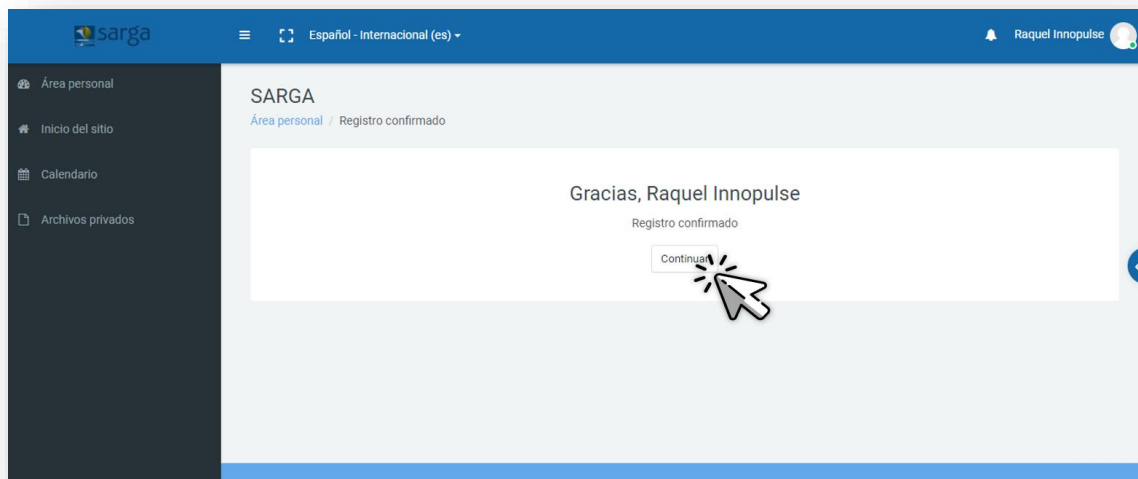 sarga
Español - Internacional (es)
Raquel Innopulse
Área personal
Inicio del sitio
Calendario
Archivos privados
SARGA
Área personal / Registro confirmado
Gracias, Raquel Innopulse
Registro confirmado
Continuar